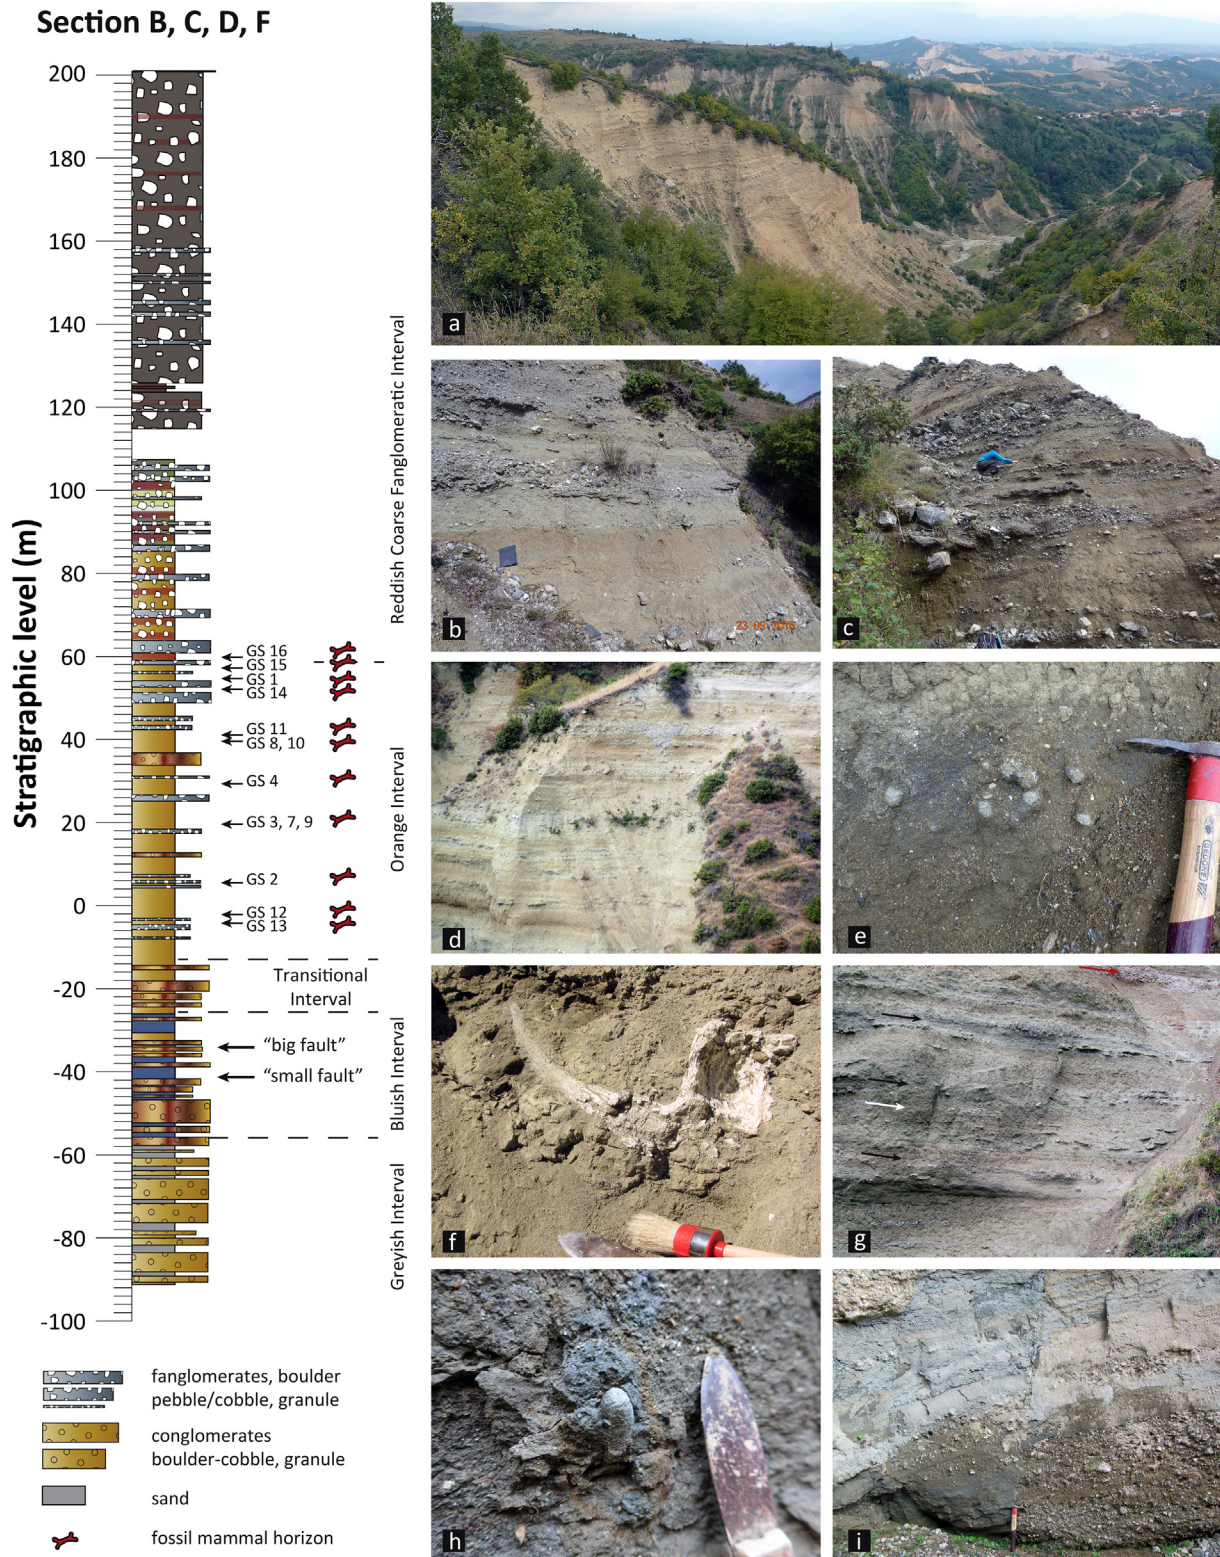 Section B, C, D, F
Stratigraphic level (m)
200
180
160
140
120
100
80
60
40
20
0
-20
-40
-60
-80
-100
GS 16
GS 15
GS 1
GS 14
GS 11
GS 8, 10
GS 4
GS 3, 7, 9
GS 2
GS 12
GS 13
Reddish Coarse Fanglomeratic Interval
Orange Interval
Transitional
Interval
"big fault"
"small fault"
Bluish Interval
Greyish Interval
fanglomerates, boulder
pebble/cobble, granule
conglomerates
boulder-cobble, granule
sand
fossil mammal horizon
a
b
23.09.2016
c
d
e
f
g
h
i